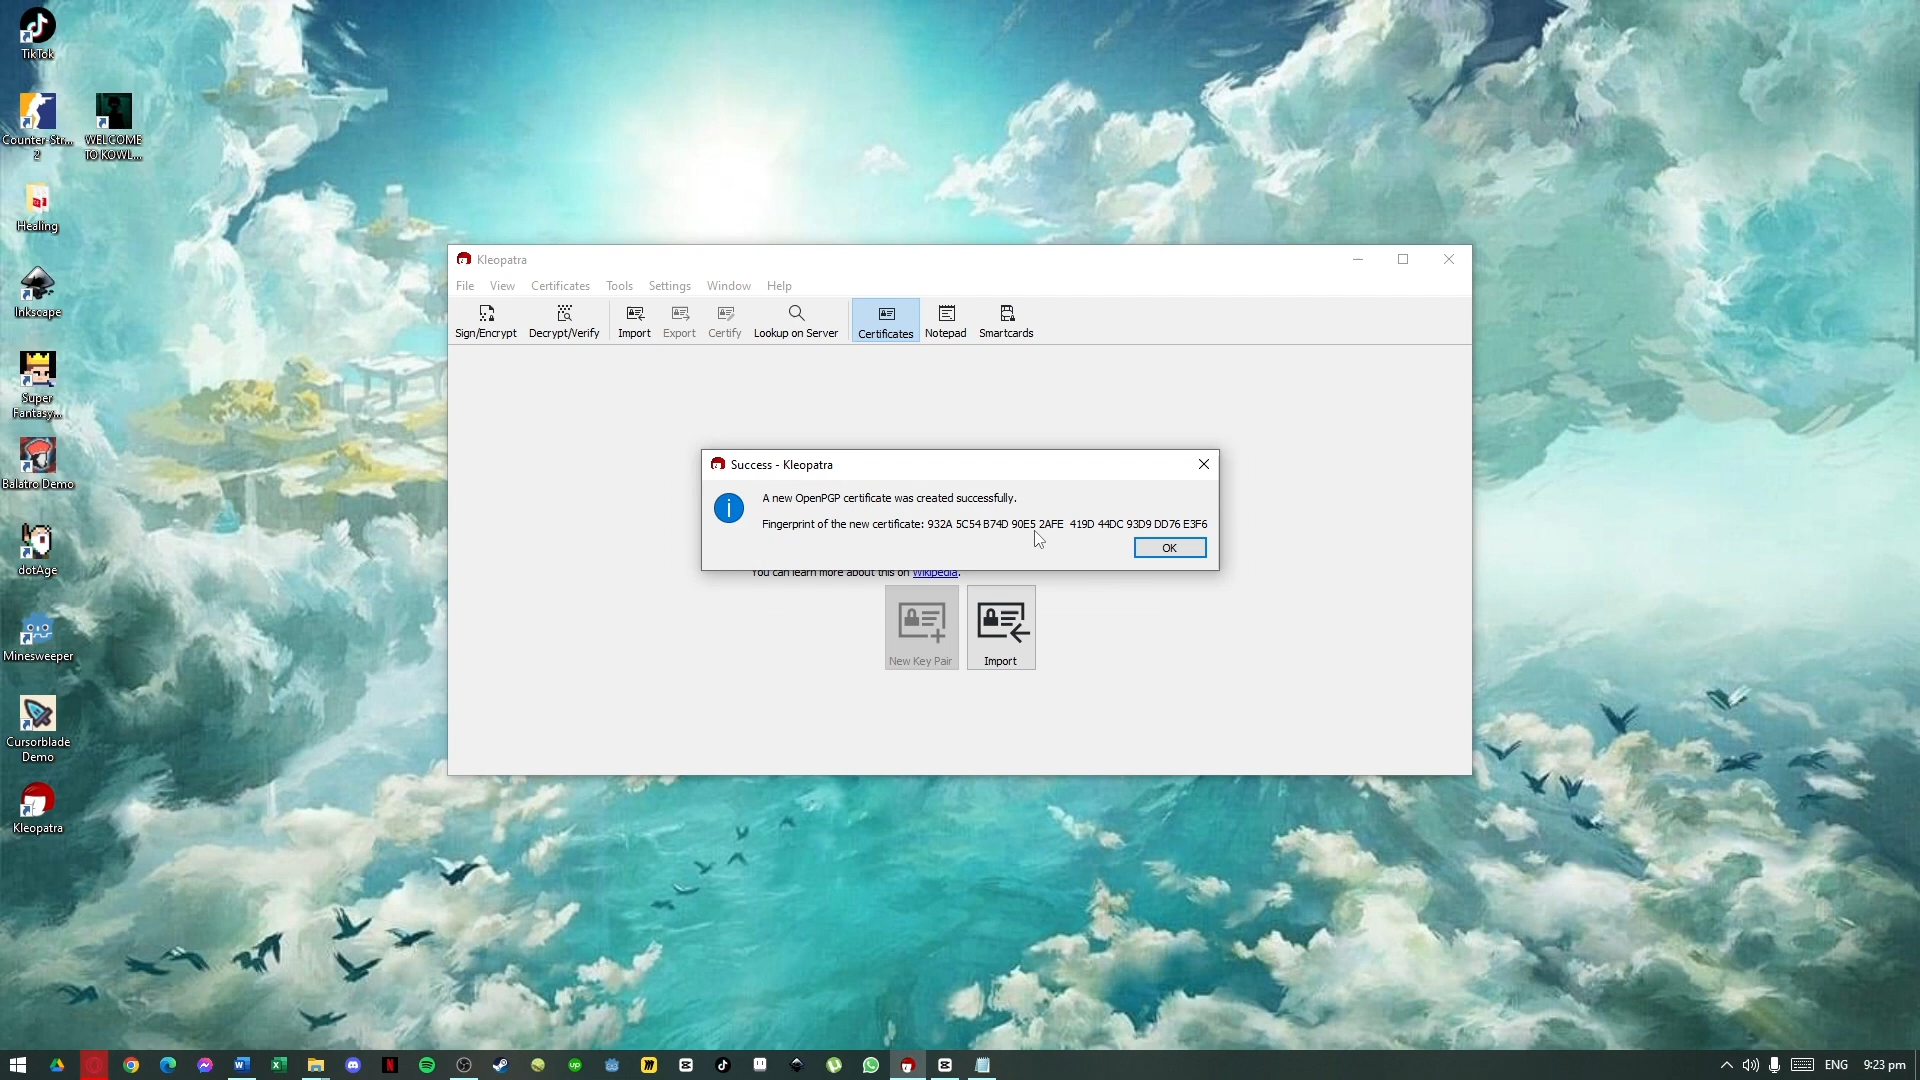 TikTok
Counter-Str...
2
WELCOME
TO KOWL...
Healing
Inkscape
Super
Fantasy...
Balatro Demo
dotAge
Minesweeper
Cursorblade
Demo
Kleopatra
Kleopatra
File View Certificates Tools Settings Window Help
Sign/Encrypt Decrypt/Verify Import Export Certify Lookup on Server Certificates Notepad Smartcards
Success - Kleopatra
A new OpenPGP certificate was created successfully.
Fingerprint of the new certificate: 932A 5C54 B74D 90E5 2AFE 419D 44DC 93D9 DD76 E3F6
OK
You can learn more about this on Wikipedia.
New Key Pair Import
ENG 9:23 pm